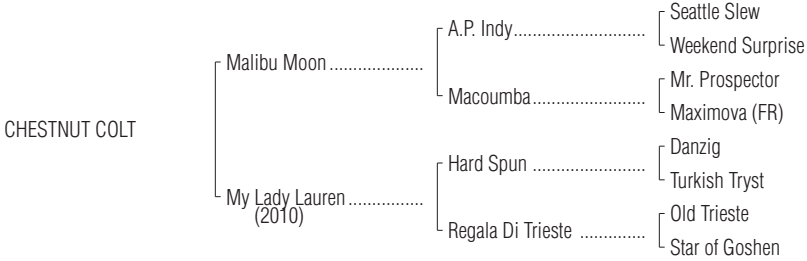 Seattle Slew
A.P. Indy..............................
Weekend Surprise
Malibu Moon .....................
Mr. Prospector
Macoumba..........................
Maximova (FR)
CHESTNUT COLT
Danzig
Hard Spun ..........................
Turkish Tryst
My Lady Lauren.................
(2010)
Old Trieste
Regala Di Trieste ...............
Star of Goshen